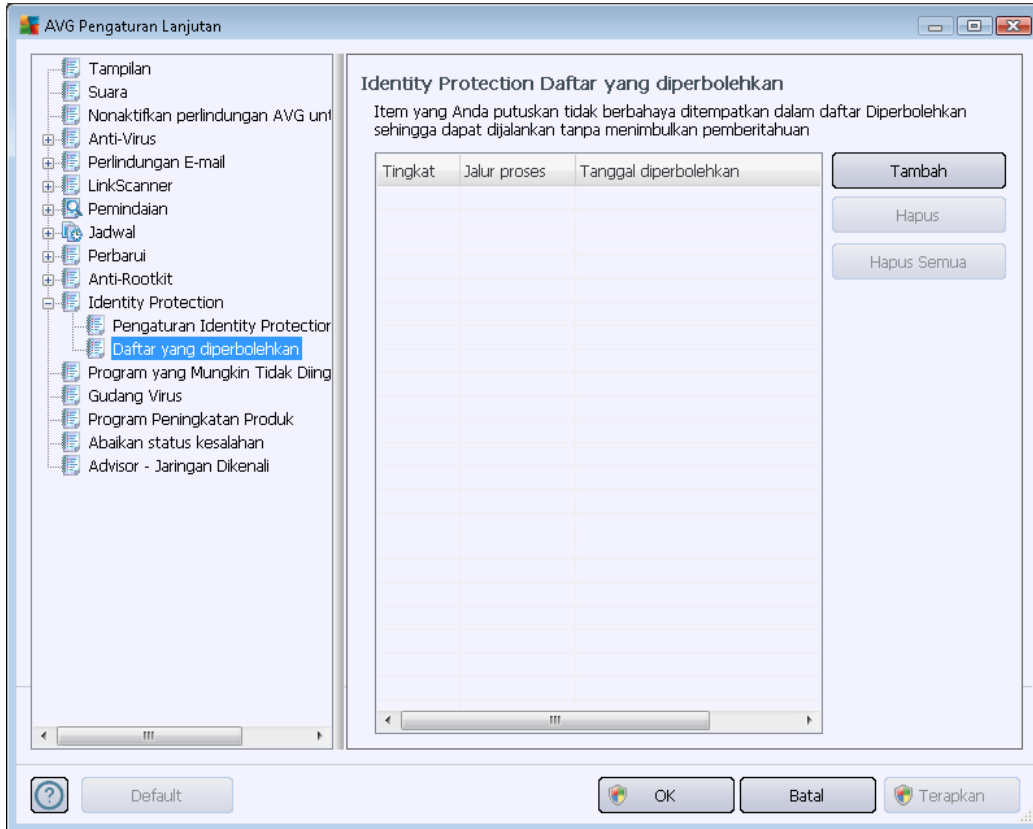 AVG Pengaturan Lanjutan
Tampilan
Suara
Nonaktifkan perlindungan AVG unt
Anti-Virus
Perlindungan E-mail
LinkScanner
Pemindaian
Jadwal
Perbarui
Anti-Rootkit
Identity Protection
Pengaturan Identity Protection
Daftar yang diperbolehkan
Program yang Mungkin Tidak Diing
Gudang Virus
Program Peningkatan Produk
Abaikan status kesalahan
Advisor - Jaringan Dikenali
Identity Protection Daftar yang diperbolehkan
Item yang Anda putuskan tidak berbahaya ditempatkan dalam daftar Diperbolehkan
sehingga dapat dijalankan tanpa menimbulkan pemberitahuan
Tingkat Jalur proses Tanggal diperbolehkan
Tambah
Hapus
Hapus Semua
Default OK Batal Terapkan